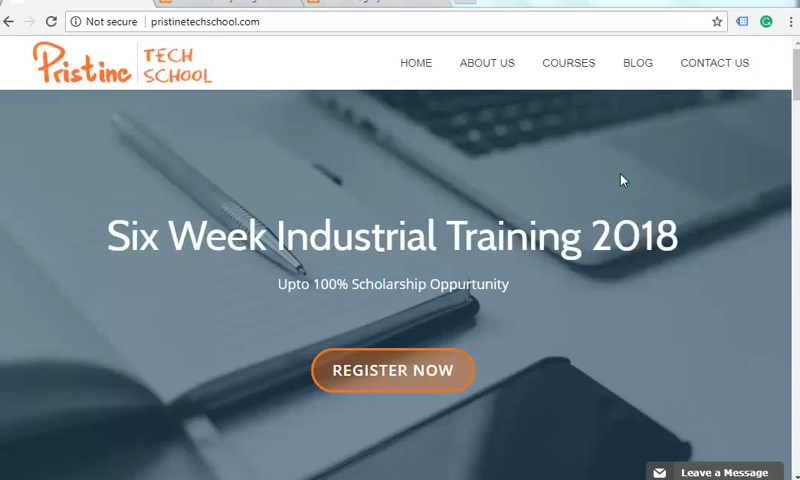 Not secure | pristinetechschool.com
Pristine TECH SCHOOL
HOME ABOUT US COURSES BLOG CONTACT US
Six Week Industrial Training 2018
Upto 100% Scholarship Oppurtunity
REGISTER NOW
Leave a Message